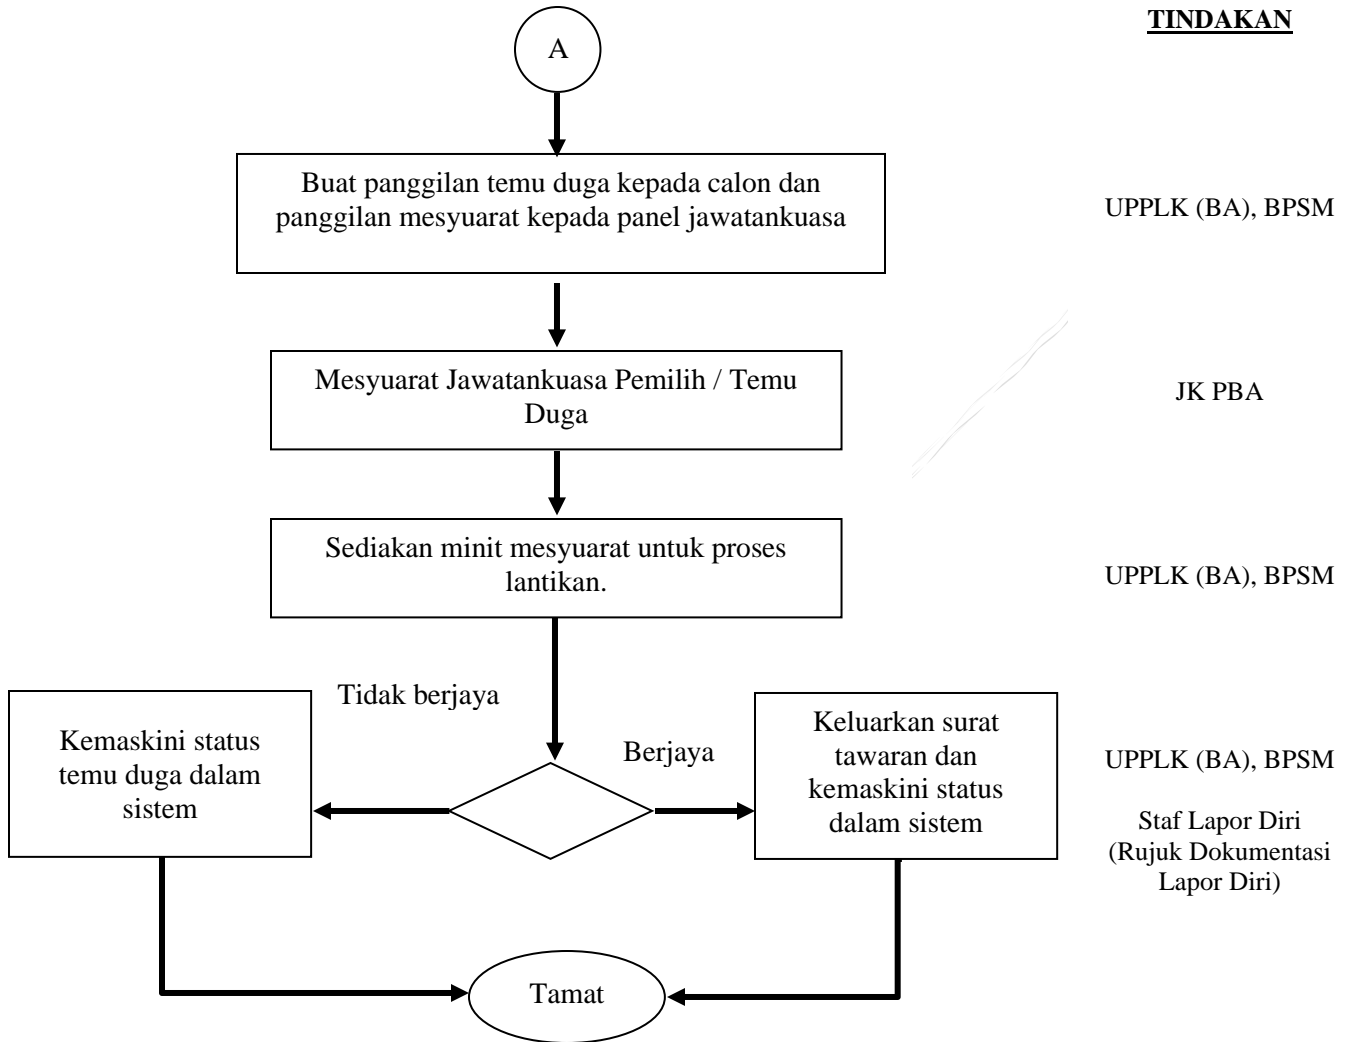 TINDAKAN
A
Buat panggilan temu duga kepada calon dan
panggilan mesyuarat kepada panel jawatankuasa
UPPLK (BA), BPSM
Mesyuarat Jawatankuasa Pemilih / Temu
Duga
JK PBA
Sediakan minit mesyuarat untuk proses
lantikan.
UPPLK (BA), BPSM
Tidak berjaya
Berjaya
Kemaskini status
temu duga dalam
sistem
Keluarkan surat
tawaran dan
kemaskini status
dalam sistem
UPPLK (BA), BPSM
Staf Lapor Diri
(Rujuk Dokumentasi
Lapor Diri)
Tamat